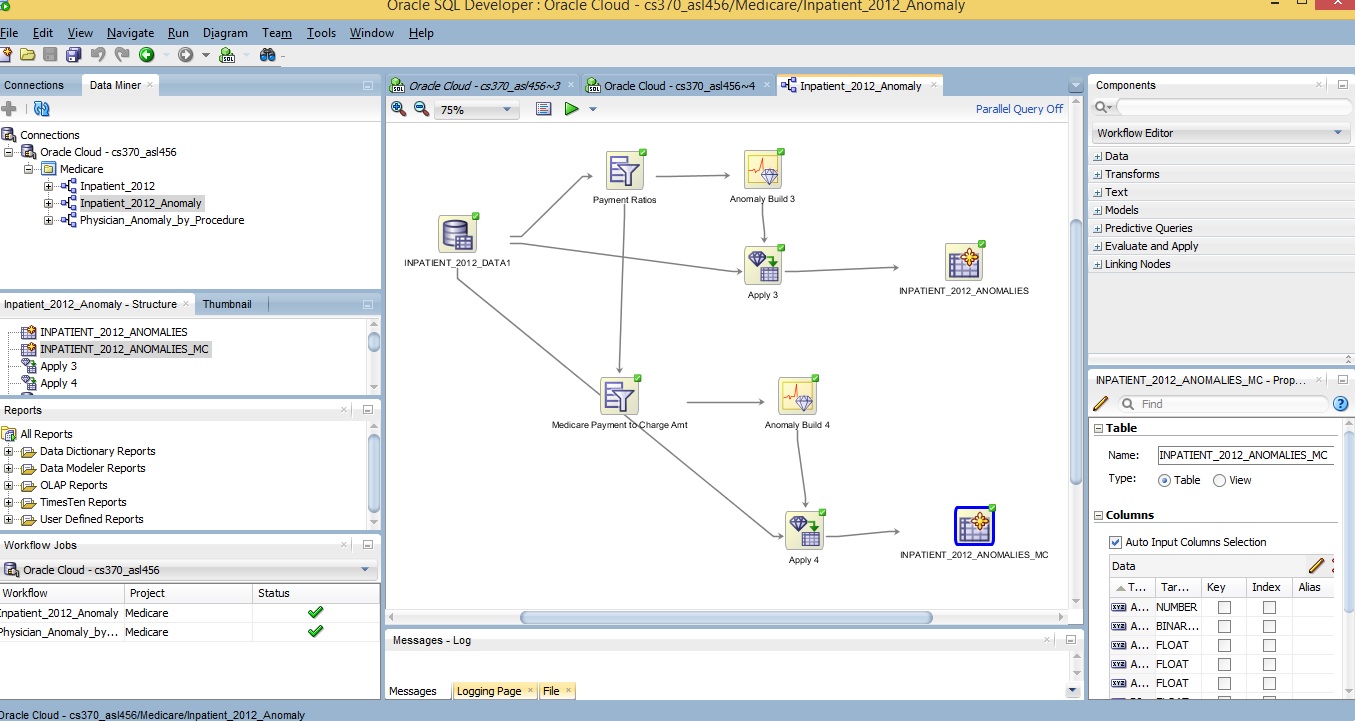 Oracle SQL Developer : Oracle Cloud - cs370_asl456/Medicare/Inpatient_2012_Anomaly
File Edit View Navigate Run Diagram Team Tools Window Help
Connections Data Miner
Connections
Oracle Cloud - cs370_asl456
Medicare
Inpatient_2012
Inpatient_2012_Anomaly
Physician_Anomaly_by_Procedure
Inpatient_2012_Anomaly - Structure Thumbnail
INPATIENT_2012_ANOMALIES
INPATIENT_2012_ANOMALIES_MC
Apply 3
Apply 4
Reports
All Reports
Data Dictionary Reports
Data Modeler Reports
OLAP Reports
TimesTen Reports
User Defined Reports
Workflow Jobs
Oracle Cloud - cs370_asl456
Workflow Project Status
Inpatient_2012_Anomaly Medicare
Physician_Anomaly_by... Medicare
Oracle Cloud - cs370_asl456~3 Oracle Cloud - cs370_asl456~4 Inpatient_2012_Anomaly
75% Parallel Query Off
Payment Ratios
Anomaly Build 3
INPATIENT_2012_DATA1
Apply 3
INPATIENT_2012_ANOMALIES
Medicare Payment to Charge Amt
Anomaly Build 4
Apply 4
INPATIENT_2012_ANOMALIES_MC
Messages - Log
Messages Logging Page File
Components
Workflow Editor
Data
Transforms
Text
Models
Predictive Queries
Evaluate and Apply
Linking Nodes
INPATIENT_2012_ANOMALIES_MC - Prop...
Find
Table
Name: INPATIENT_2012_ANOMALIES_MC
Type: Table View
Columns
Auto Input Columns Selection
Data
T... Tar... Key Index Alias
A... NUMBER
A... BINAR...
A... FLOAT
A... FLOAT
A... FLOAT
Oracle Cloud - cs370_asl456/Medicare/Inpatient_2012_Anomaly